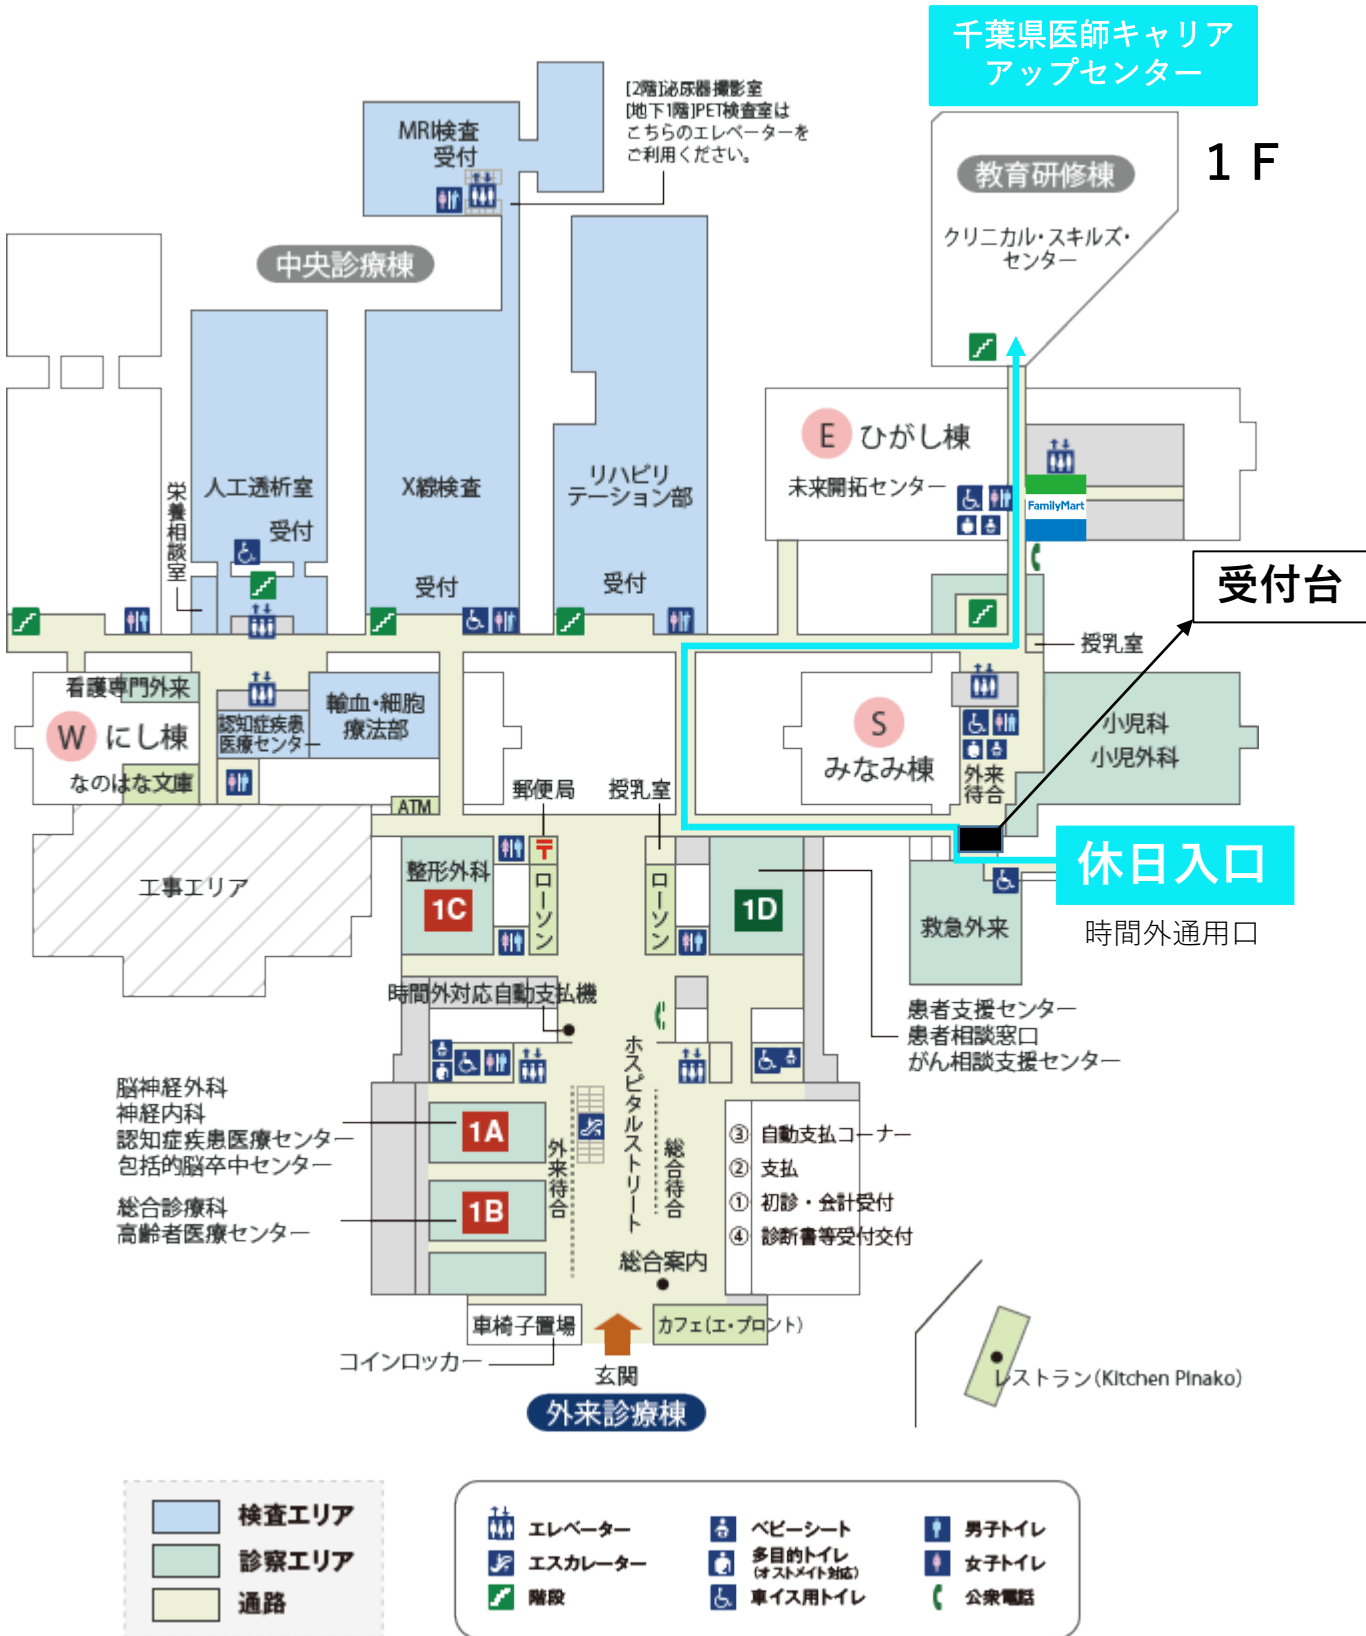 千葉県医師キャリア
アップセンター
1 F
[2階]泌尿器撮影室
[地下1階]PET検査室は
こちらのエレベーターを
ご利用ください。
MRI検査
受付
教育研修棟
クリニカル・スキルズ・
センター
中央診療棟
E ひがし棟
未来開拓センター
FamilyMart
栄養相談室
人工透析室
受付
X線検査
受付
リハビリ
テーション部
受付
受付台
授乳室
看護専門外来
W にし棟
なのはな文庫
認知症疾患
医療センター
輸血・細胞
療法部
S
みなみ棟
外来
待合
小児科
小児外科
ATM
郵便局
授乳室
工事エリア
整形外科
1C
ローソン
ローソン
1D
休日入口
時間外通用口
救急外来
時間外対応自動支払機
患者支援センター
患者相談窓口
がん相談支援センター
ホスピタルストリート
脳神経外科
神経内科
認知症疾患医療センター
包括的脳卒中センター
1A
総合診療科
高齢者医療センター
1B
外来待合
総合待合
③ 自動支払コーナー
② 支払
① 初診・会計受付
④ 診断書等受付交付
総合案内
車椅子置場
カフェ(エ・プロント)
コインロッカー
玄関
外来診療棟
レストラン(Kitchen Pinako)
検査エリア
診察エリア
通路
エレベーター
エスカレーター
階段
ベビーシート
多目的トイレ
(オストメイト対応)
車イス用トイレ
男子トイレ
女子トイレ
公衆電話